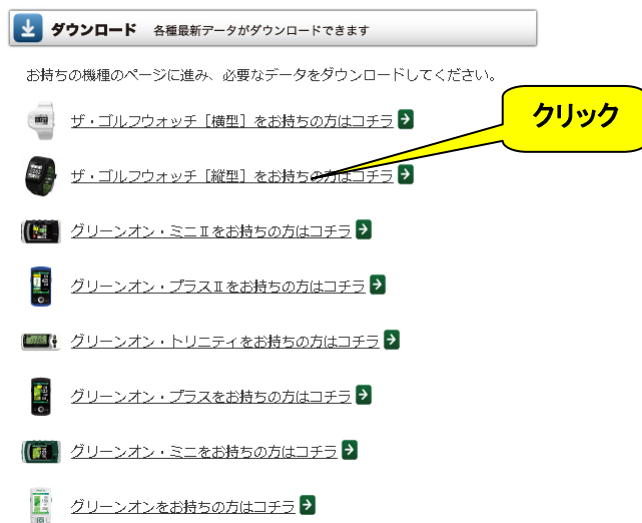 ダウンロード 各種最新データがダウンロードできます
お持ちの機種のページに進み、必要なデータをダウンロードしてください。
クリック
ザ・ゴルフウォッチ［横型］をお持ちの方はコチラ
ザ・ゴルフウォッチ［縦型］をお持ちの方はコチラ
グリーンオン・ミニⅡをお持ちの方はコチラ
グリーンオン・プラスⅡをお持ちの方はコチラ
グリーンオン・トリニティをお持ちの方はコチラ
グリーンオン・プラスをお持ちの方はコチラ
グリーンオン・ミニをお持ちの方はコチラ
グリーンオンをお持ちの方はコチラ